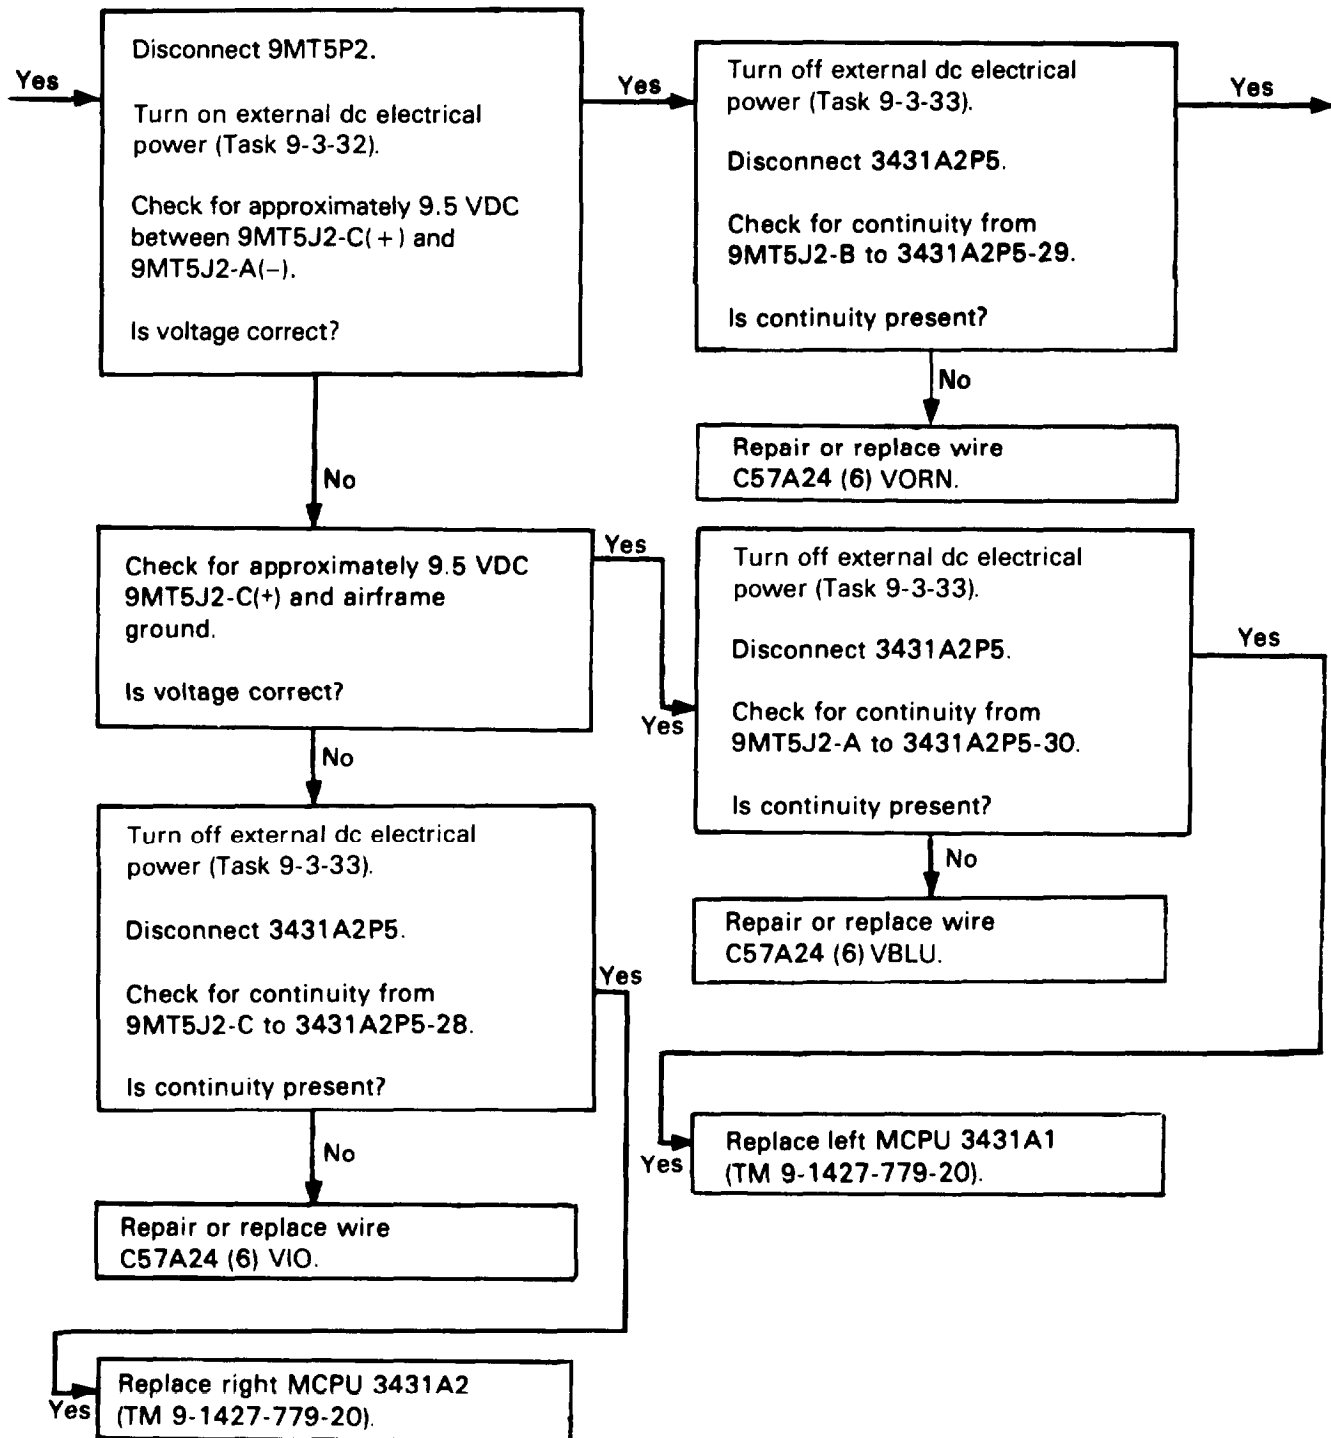 Yes
Disconnect 9MT5P2.
Turn on external dc electrical
power (Task 9-3-32).
Check for approximately 9.5 VDC
between 9MT5J2-C(+) and
9MT5J2-A(–).
Is voltage correct?
Yes
Turn off external dc electrical
power (Task 9-3-33).
Disconnect 3431A2P5.
Check for continuity from
9MT5J2-B to 3431A2P5-29.
Is continuity present?
Yes
No
Repair or replace wire
C57A24 (6) VORN.
No
Check for approximately 9.5 VDC
9MT5J2-C(+) and airframe
ground.
Is voltage correct?
Yes
Yes
Turn off external dc electrical
power (Task 9-3-33).
Disconnect 3431A2P5.
Check for continuity from
9MT5J2-A to 3431A2P5-30.
Is continuity present?
Yes
No
Repair or replace wire
C57A24 (6) VBLU.
No
Turn off external dc electrical
power (Task 9-3-33).
Disconnect 3431A2P5.
Check for continuity from
9MT5J2-C to 3431A2P5-28.
Is continuity present?
Yes
Yes
Replace left MCPU 3431A1
(TM 9-1427-779-20).
No
Repair or replace wire
C57A24 (6) VIO.
Yes
Replace right MCPU 3431A2
(TM 9-1427-779-20).